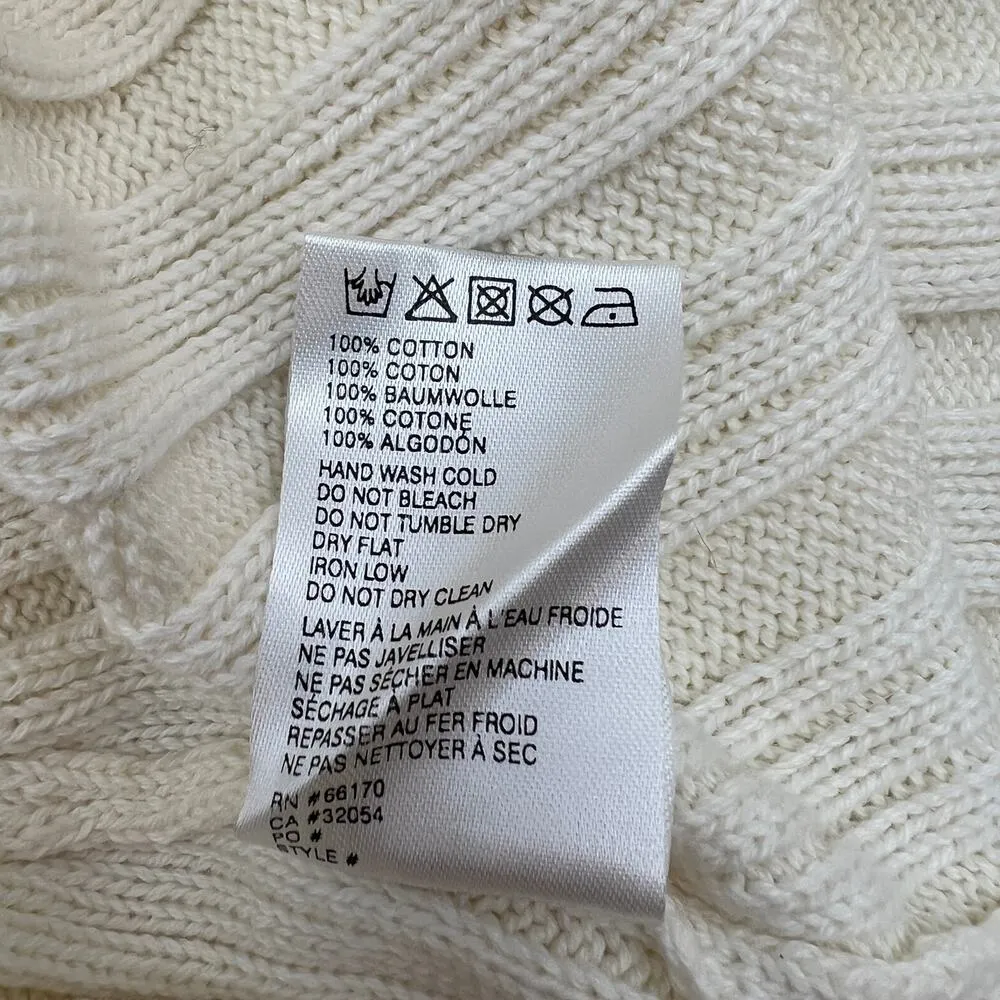 100% COTTON
100% COTON
100% BAUMWOLLE
100% COTONE
100% ALGODÓN
HAND WASH COLD
DO NOT BLEACH
DO NOT TUMBLE DRY
DRY FLAT
IRON LOW
DO NOT DRY CLEAN
LAVER À LA MAIN À L'EAU FROIDE
NE PAS JAVELLISER
NE PAS SÉCHER EN MACHINE
SÉCHAGE À PLAT
REPASSER AU FER FROID
NE PAS NETTOYER À SEC
RN #66170
CA #32054
PO #
STYLE #